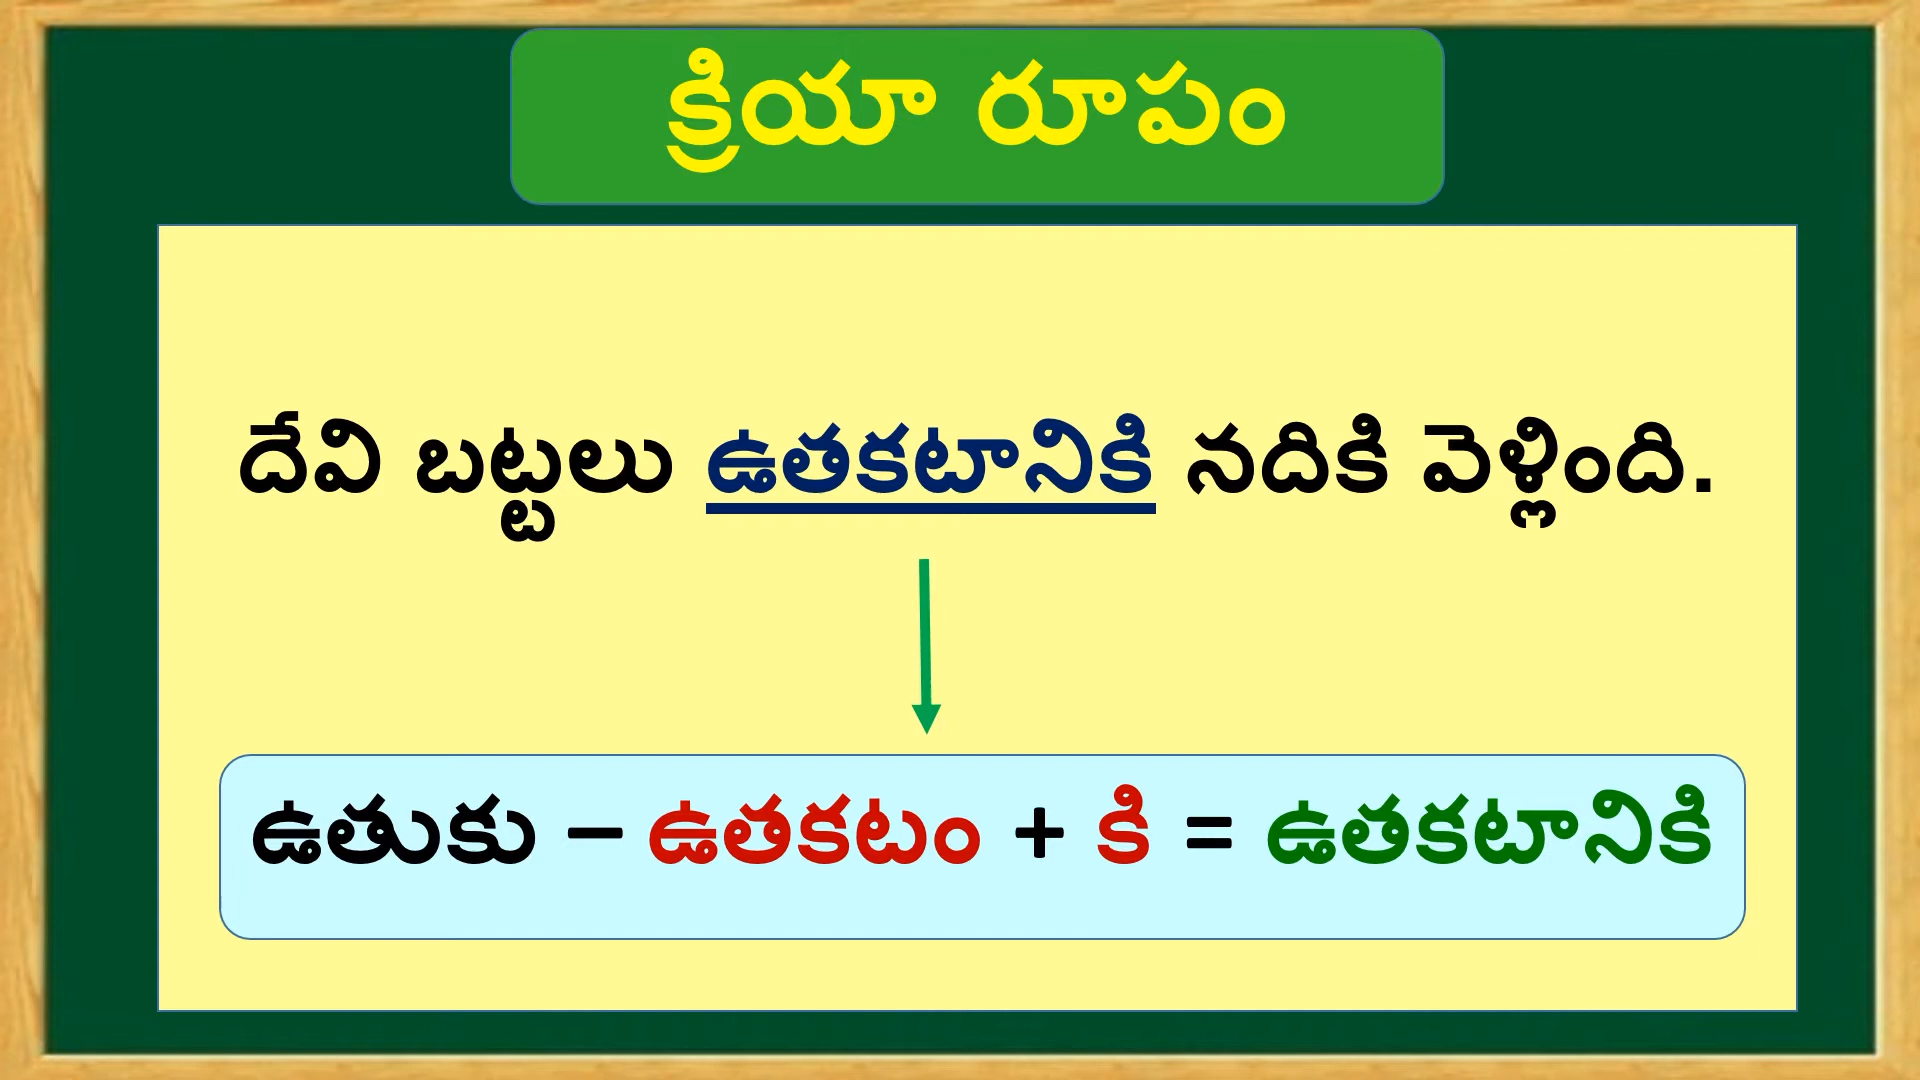 క్రియా రూపం
దేవి బట్టలు ఉతకటానికి నదికి వెళ్లింది.
ఉతుకు – ఉతకటం + కి = ఉతకటానికి